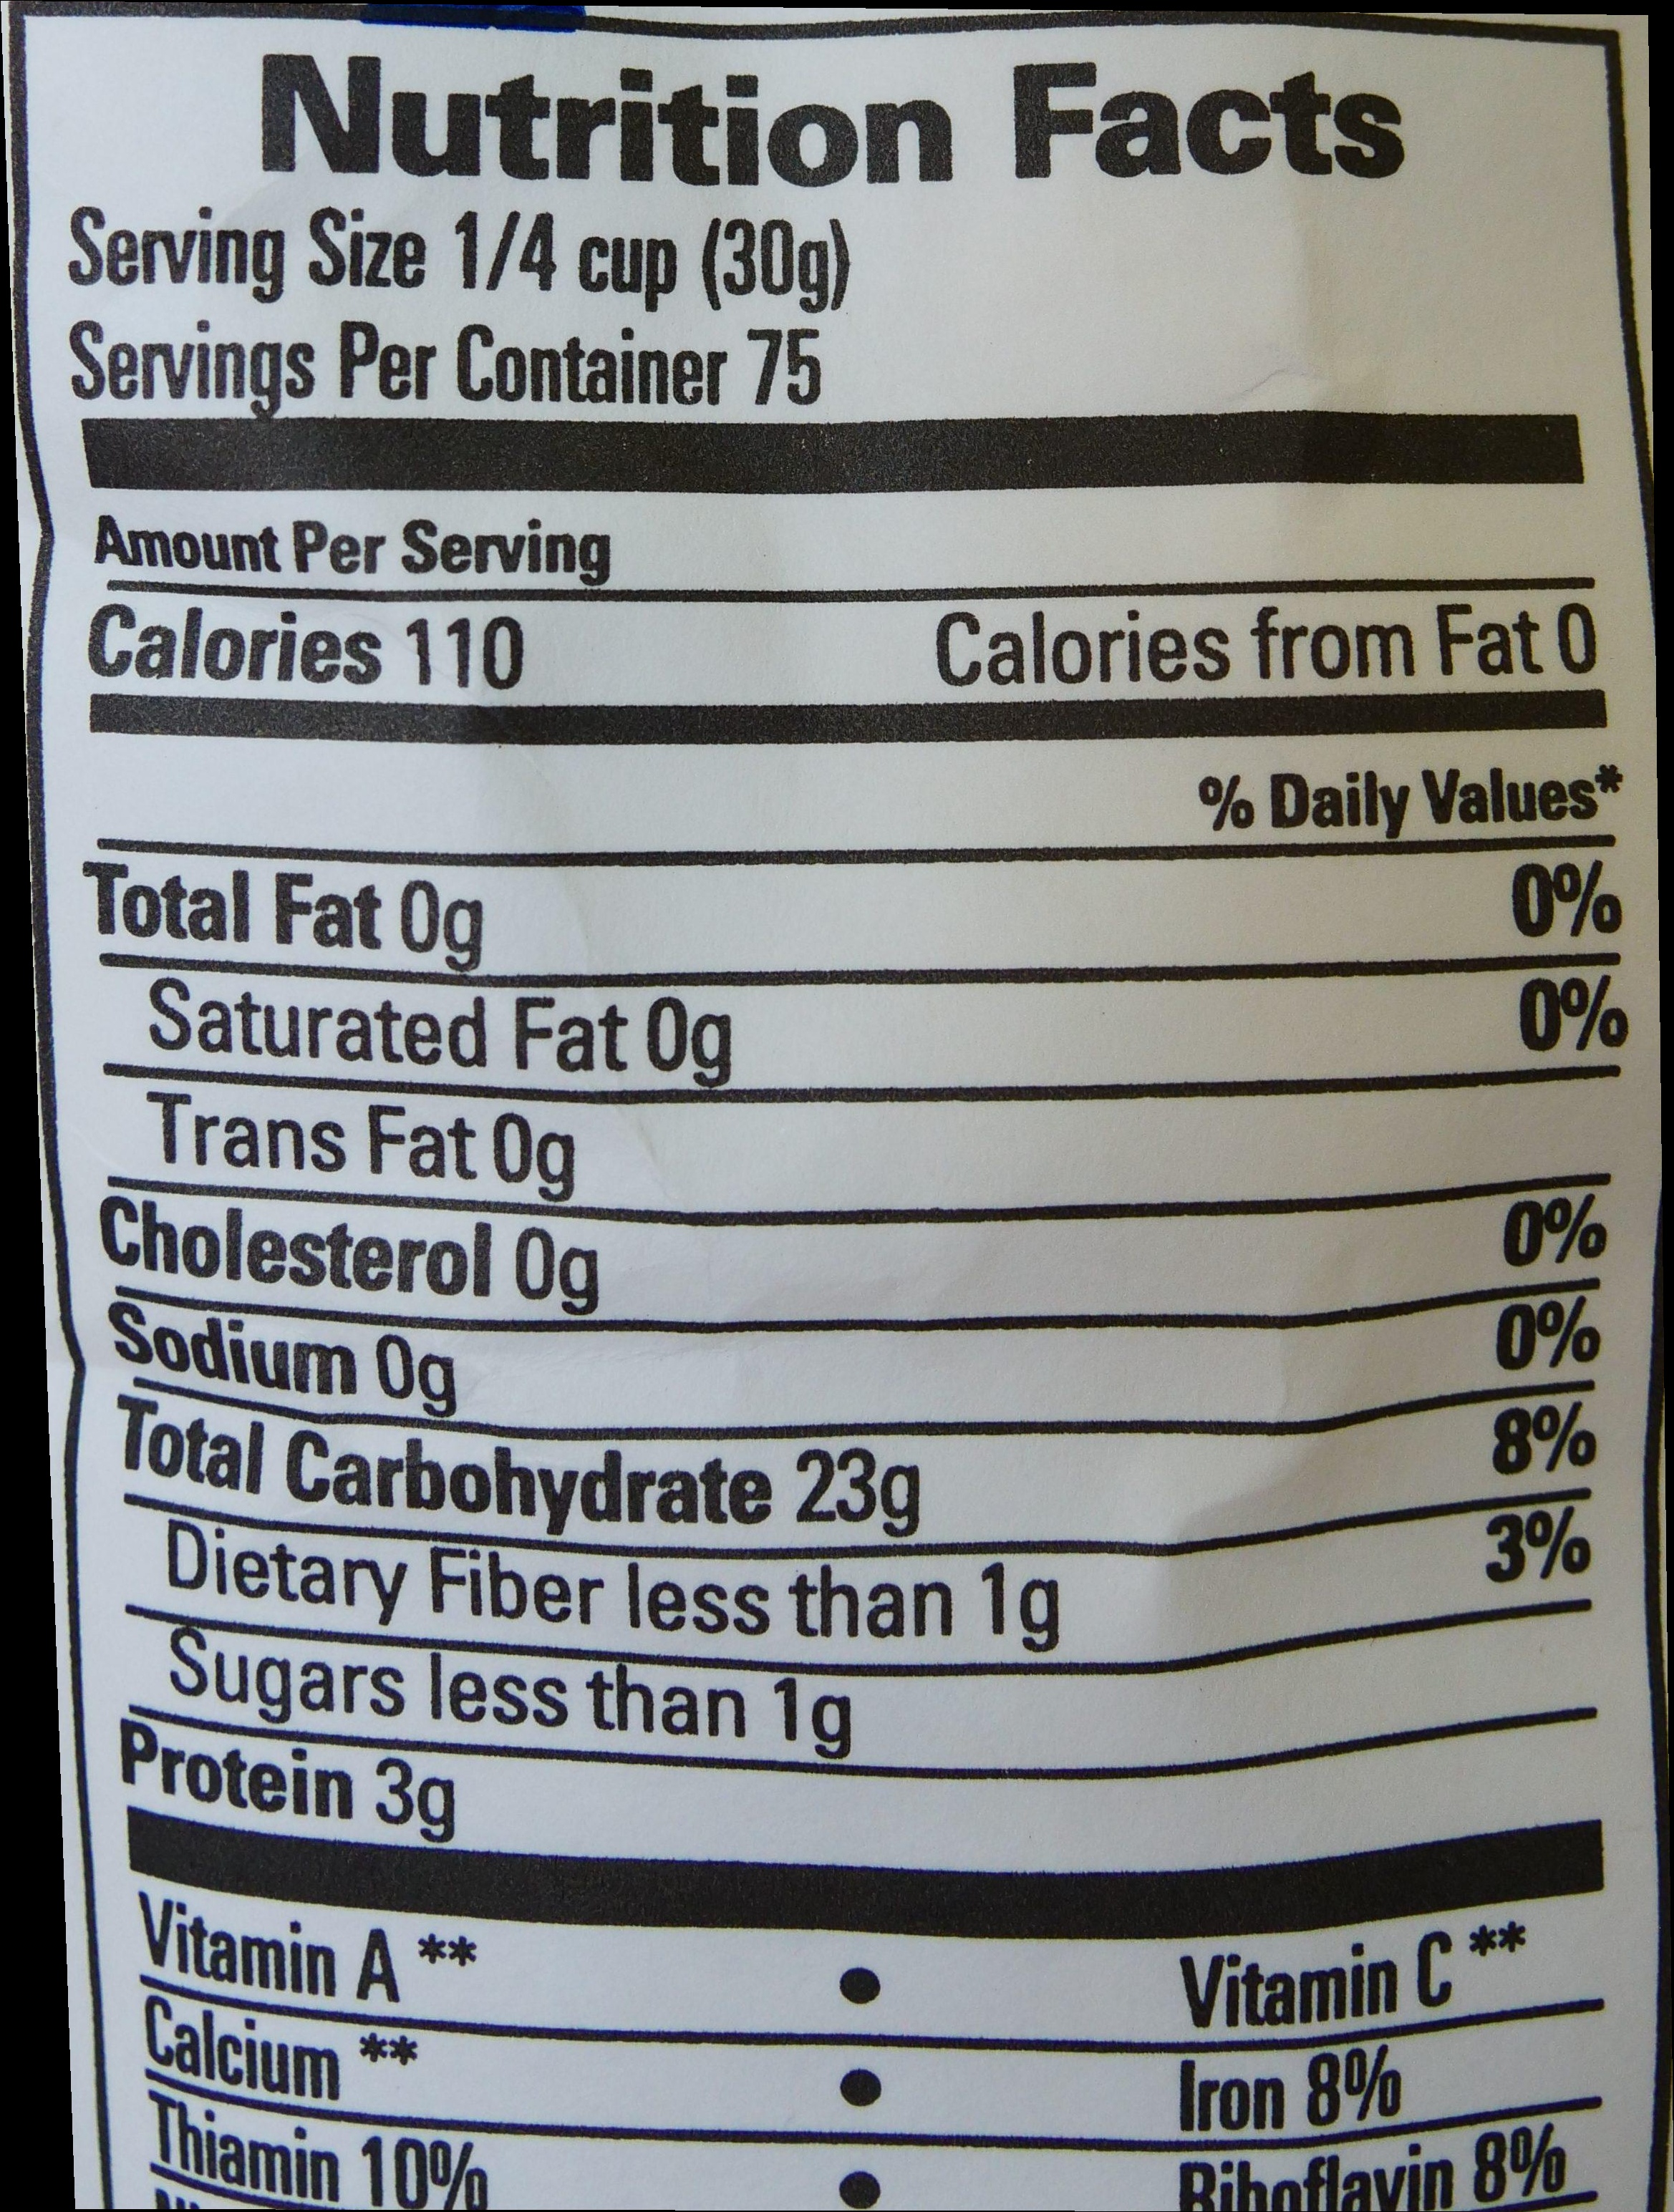 Nutrition Facts
Serving Size 1/4 cup (30g)
Servings Per Container 75
Amount Per Serving
Calories 110 Calories from Fat 0
% Daily Values*
Total Fat 0g 0%
Saturated Fat 0g 0%
Trans Fat 0g
Cholesterol 0g 0%
Sodium 0g 0%
Total Carbohydrate 23g 8%
Dietary Fiber less than 1g 3%
Sugars less than 1g
Protein 3g
Vitamin A ** • Vitamin C **
Calcium ** • Iron 8%
Thiamin 10% • Riboflavin 8%